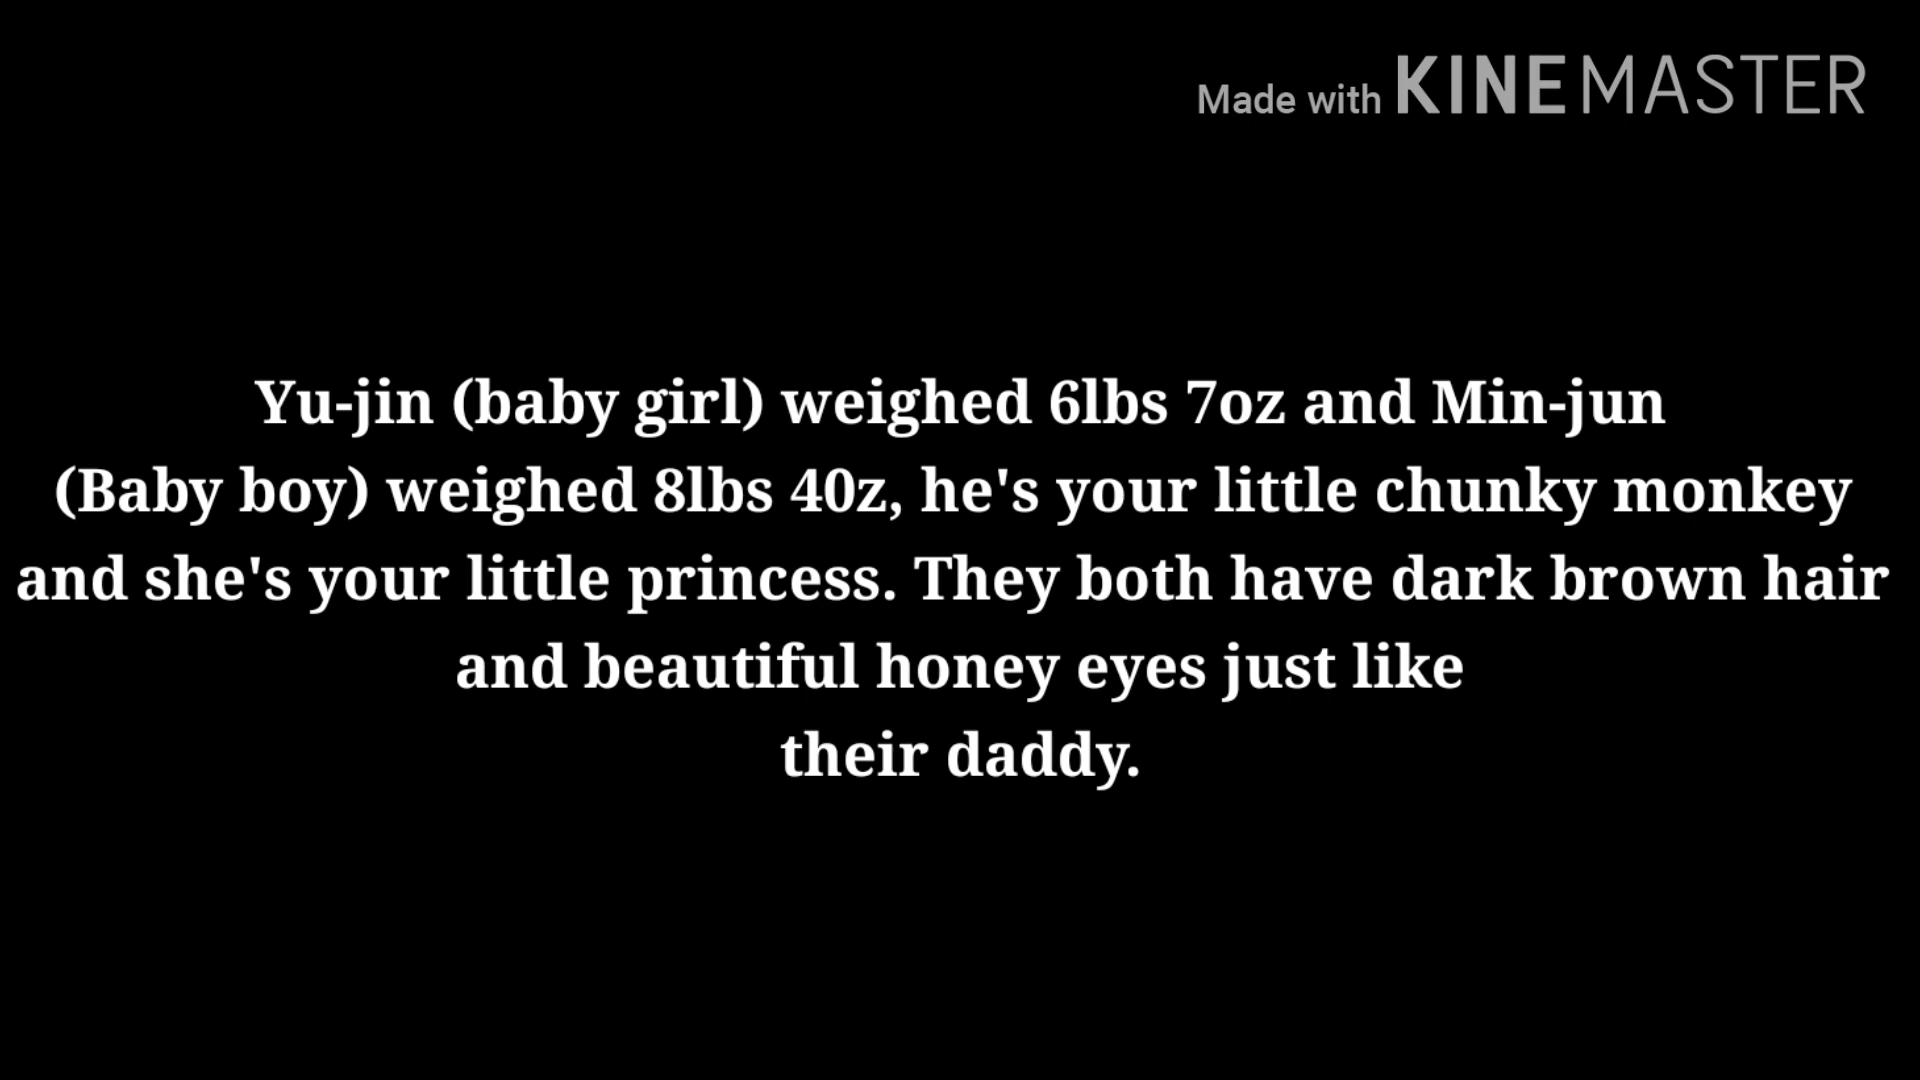 Made with KINEMASTER
Yu-jin (baby girl) weighed 6lbs 7oz and Min-jun
(Baby boy) weighed 8lbs 40z, he's your little chunky monkey
and she's your little princess. They both have dark brown hair
and beautiful honey eyes just like
their daddy.